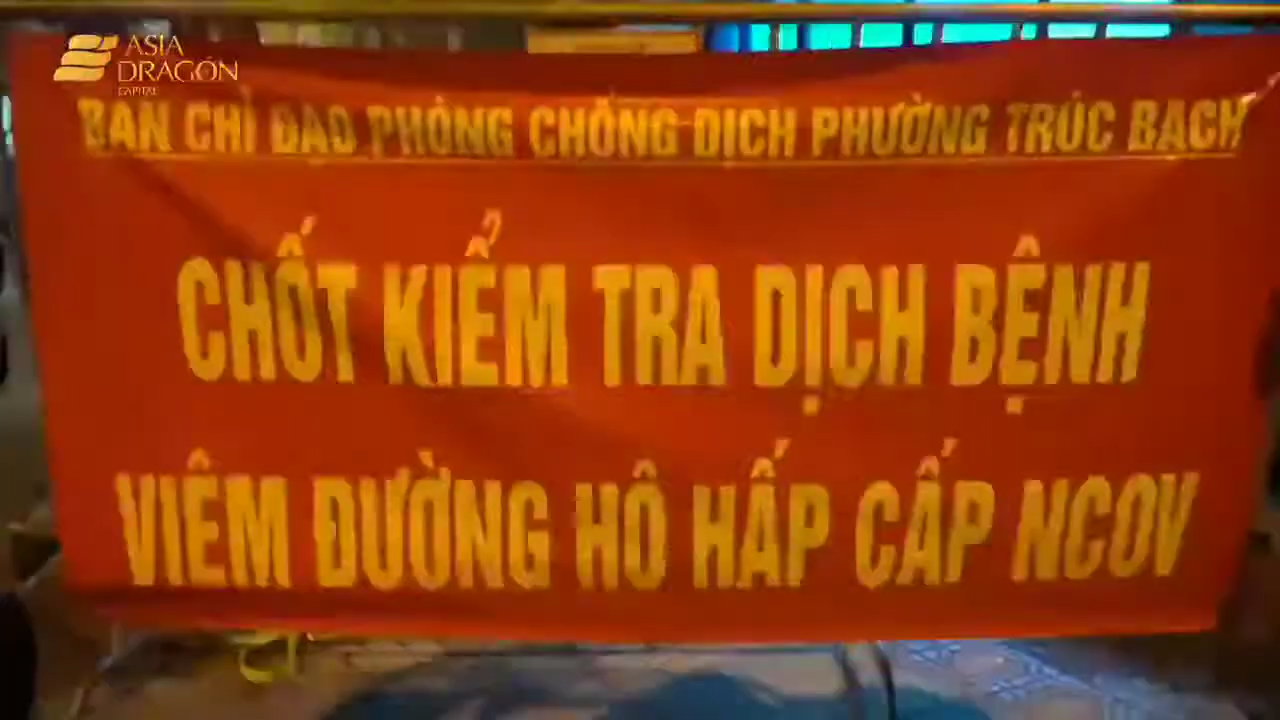 ASIA
DRAGON
CAPITAL
BAN CHỈ ĐẠO PHÒNG CHỐNG DỊCH PHƯỜNG TRÚC BẠCH
CHỐT KIỂM TRA DỊCH BỆNH
VIÊM ĐƯỜNG HÔ HẤP CẤP NCOV